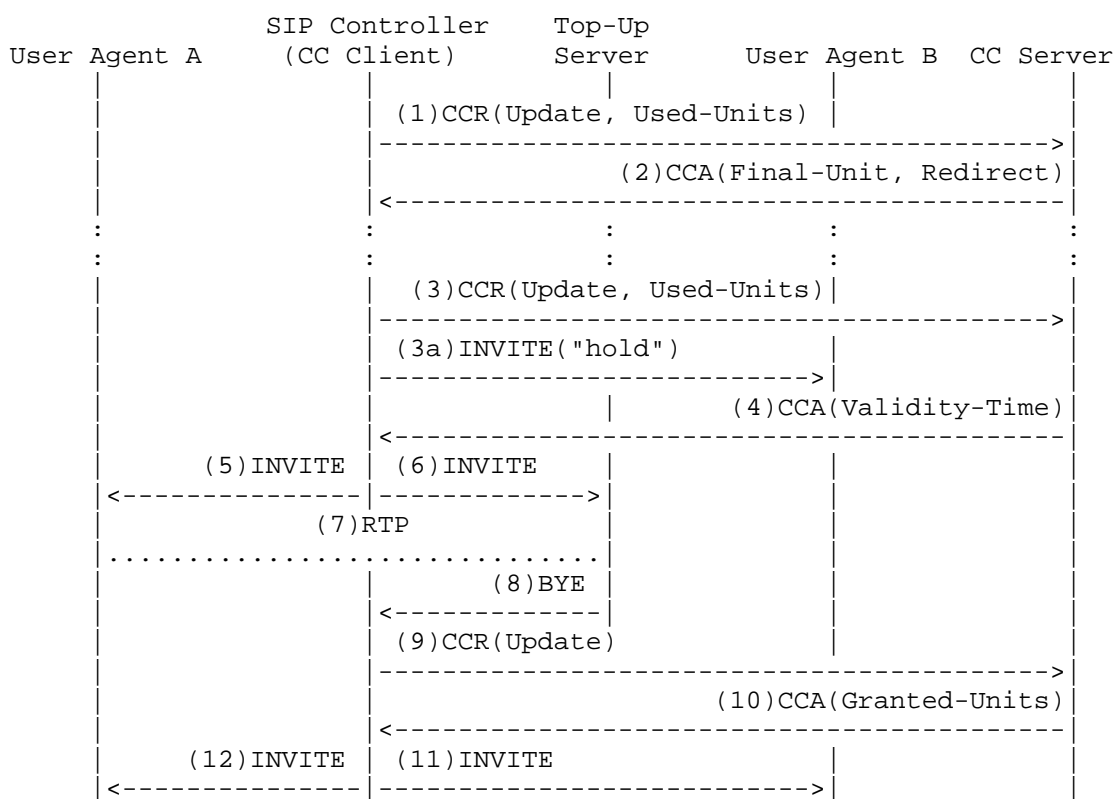 SIP Controller Top-Up
User Agent A (CC Client) Server User Agent B CC Server
(1)CCR(Update, Used-Units)
(2)CCA(Final-Unit, Redirect)
(3)CCR(Update, Used-Units)
(3a)INVITE("hold")
(4)CCA(Validity-Time)
(5)INVITE (6)INVITE
(7)RTP
(8)BYE
(9)CCR(Update)
(10)CCA(Granted-Units)
(12)INVITE (11)INVITE